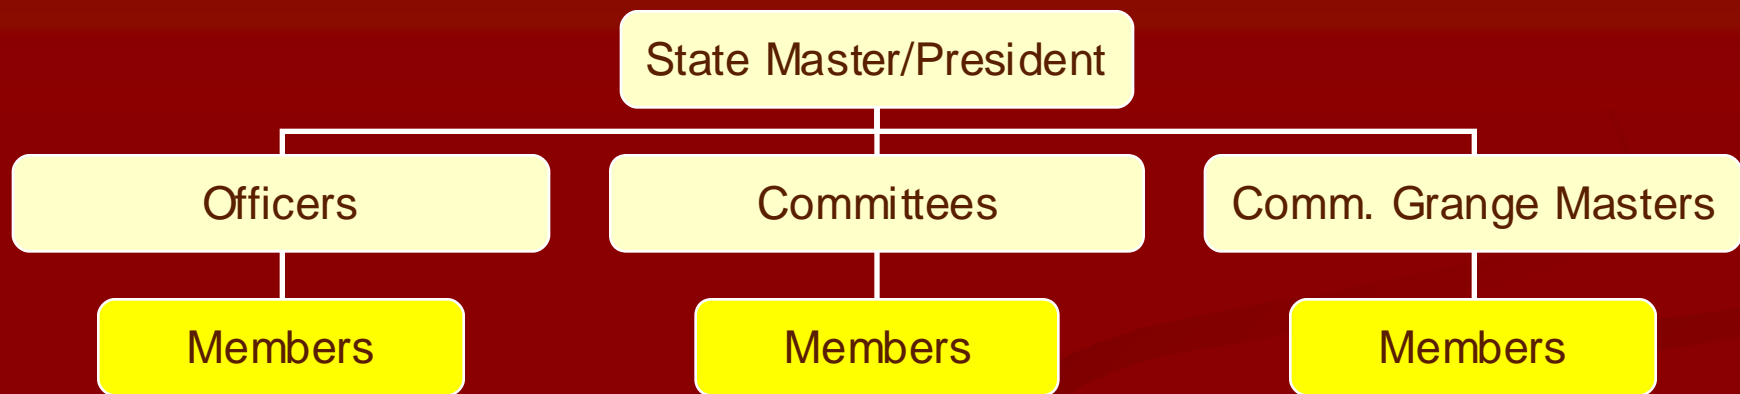 State Master/President
Officers
Committees
Comm. Grange Masters
Members
Members
Members